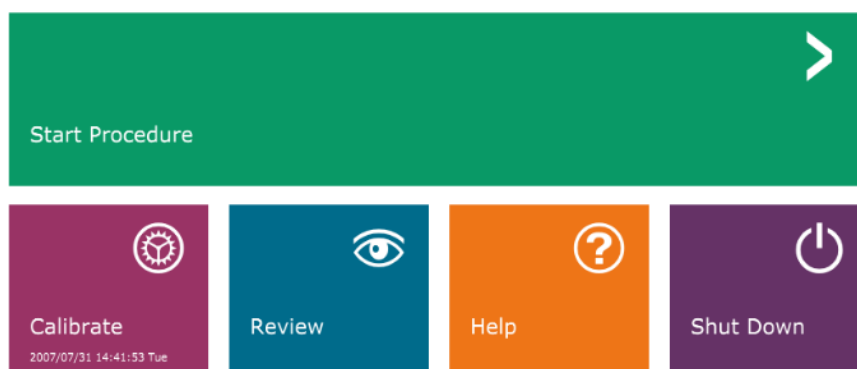 Start Procedure
Calibrate
2007/07/31 14:41:53 Tue
Review
Help
Shut Down